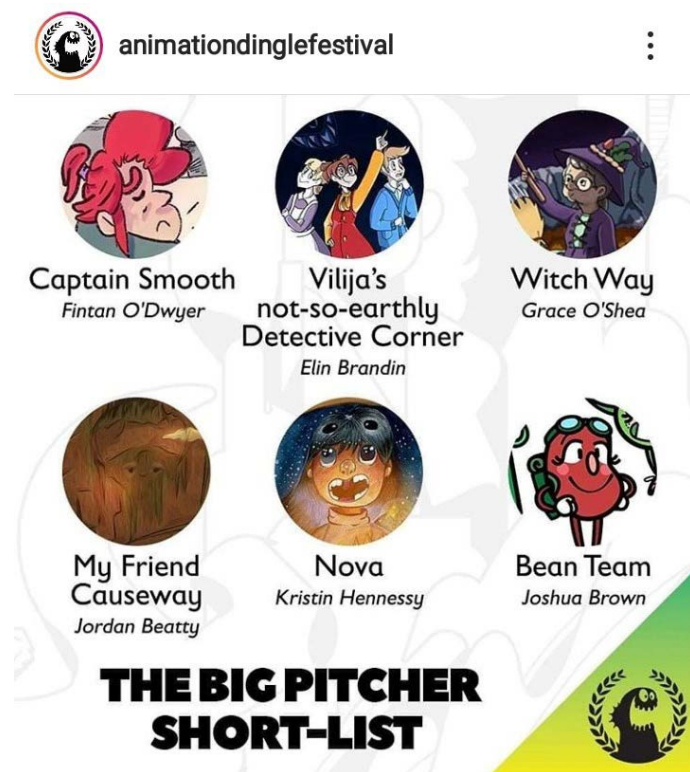 animationdinglefestival
Captain Smooth
Fintan O'Dwyer
Vilija's
not-so-earthly
Detective Corner
Elin Brandin
Witch Way
Grace O'Shea
My Friend
Causeway
Jordan Beatty
Nova
Kristin Hennessy
Bean Team
Joshua Brown
THE BIG PITCHER
SHORT-LIST